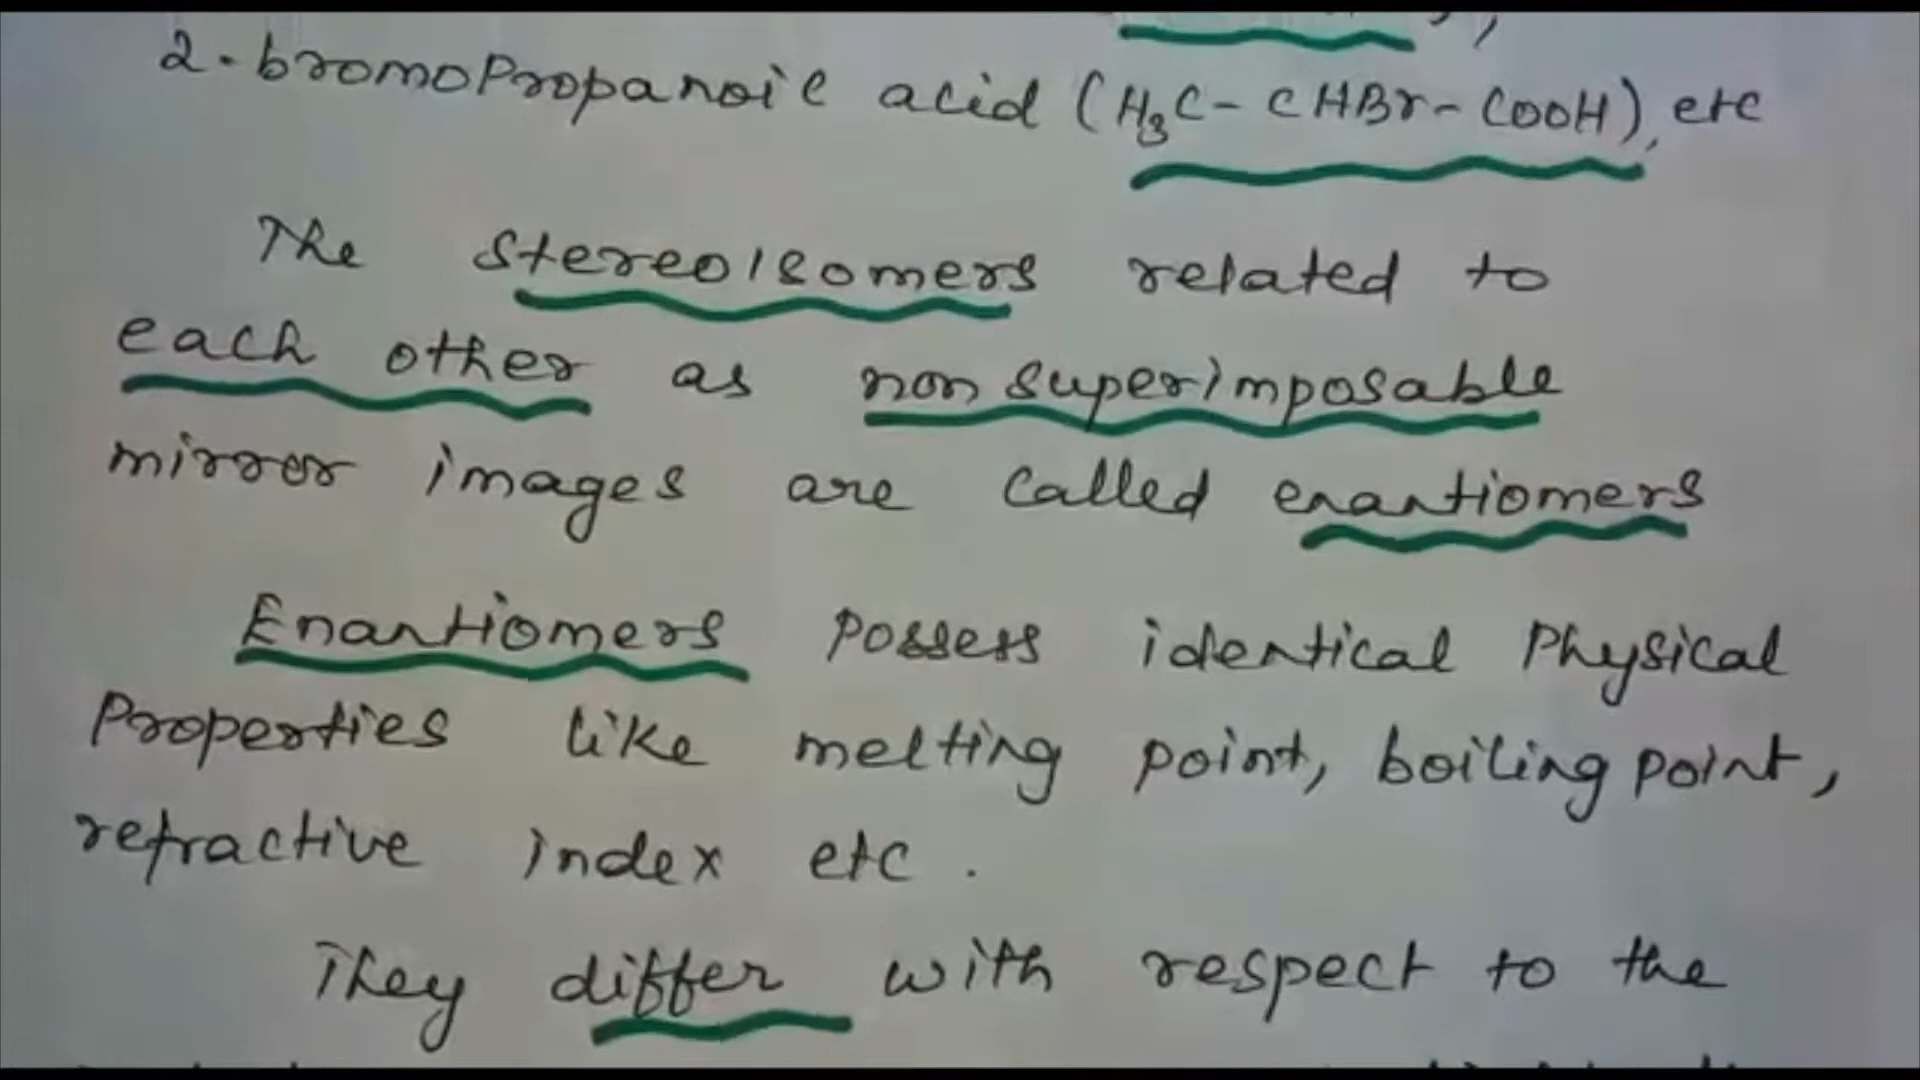 2-bromopropanoic acid (H₃C-CHBr-COOH), etc
The stereoisomers related to
each other as non superimposable
mirror images are called enantiomers
Enantiomers possess identical Physical
Properties like melting point, boiling point,
refractive index etc.
They differ with respect to the